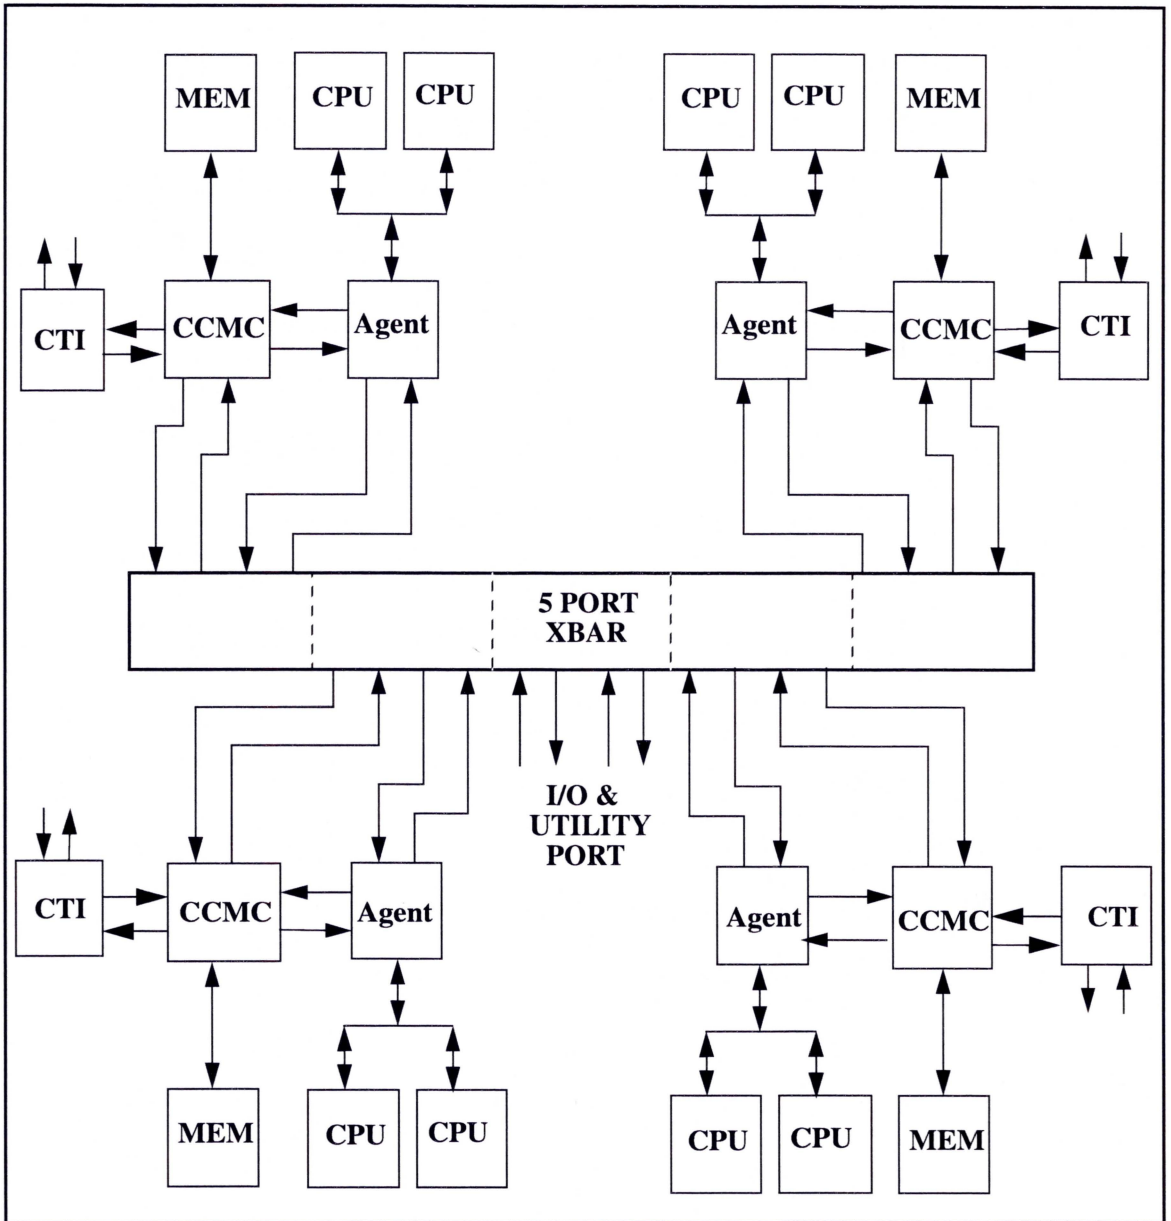 MEM
CPU
CPU
CPU
CPU
MEM
CTI
CCMC
Agent
Agent
CCMC
CTI
5 PORT
XBAR
I/O &
UTILITY
PORT
CTI
CCMC
Agent
Agent
CCMC
CTI
MEM
CPU
CPU
CPU
CPU
MEM